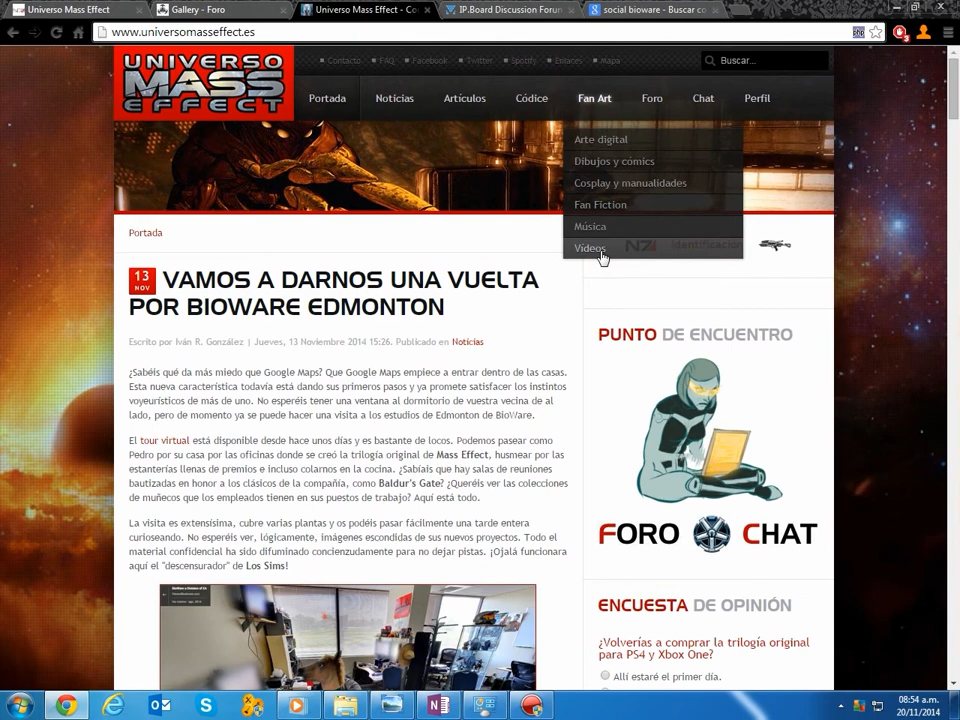 Universo Mass Effect
Gallery - Foro
Universo Mass Effect - Co
IP.Board Discussion Forum
social bioware - Buscar co
www.universomasseffect.es
php
3
UNIVERSO
MASS
EFFECT
Contacto
FAQ
Facebook
Twitter
Spotify
Enlaces
Mapa
Buscar...
Portada
Noticias
Artículos
Códice
Fan Art
Foro
Chat
Perfil
Arte digital
Dibujos y cómics
Cosplay y manualidades
Fan Fiction
Música
Vídeos
N7 Identificación
Portada
13
NOV
VAMOS A DARNOS UNA VUELTA
POR BIOWARE EDMONTON
Escrito por Iván R. González | Jueves, 13 Noviembre 2014 15:26. Publicado en Noticias
¿Sabéis qué da más miedo que Google Maps? Que Google Maps empiece a entrar dentro de las casas.
Esta nueva característica todavía está dando sus primeros pasos y ya promete satisfacer los instintos
voyeurísticos de más de uno. No esperéis tener una ventana al dormitorio de vuestra vecina de al
lado, pero de momento ya se puede hacer una visita a los estudios de Edmonton de BioWare.
El tour virtual está disponible desde hace unos días y es bastante de locos. Podemos pasear como
Pedro por su casa por las oficinas donde se creó la trilogía original de Mass Effect, husmear por las
estanterías llenas de premios e incluso colarnos en la cocina. ¿Sabíais que hay salas de reuniones
bautizadas en honor a los clásicos de la compañía, como Baldur's Gate? ¿Queréis ver las colecciones
de muñecos que los empleados tienen en sus puestos de trabajo? Aquí está todo.
La visita es extensísima, cubre varias plantas y os podéis pasar fácilmente una tarde entera
curioseando. No esperéis ver, lógicamente, imágenes escondidas de sus nuevos proyectos. Todo el
material confidencial ha sido difuminado concienzudamente para no dejar pistas. ¡Ojalá funcionara
aquí el "descensurador" de Los Sims!
PUNTO DE ENCUENTRO
FORO CHAT
ENCUESTA DE OPINIÓN
¿Volverías a comprar la trilogía original
para PS4 y Xbox One?
Allí estaré el primer día.
08:54 a.m.
20/11/2014